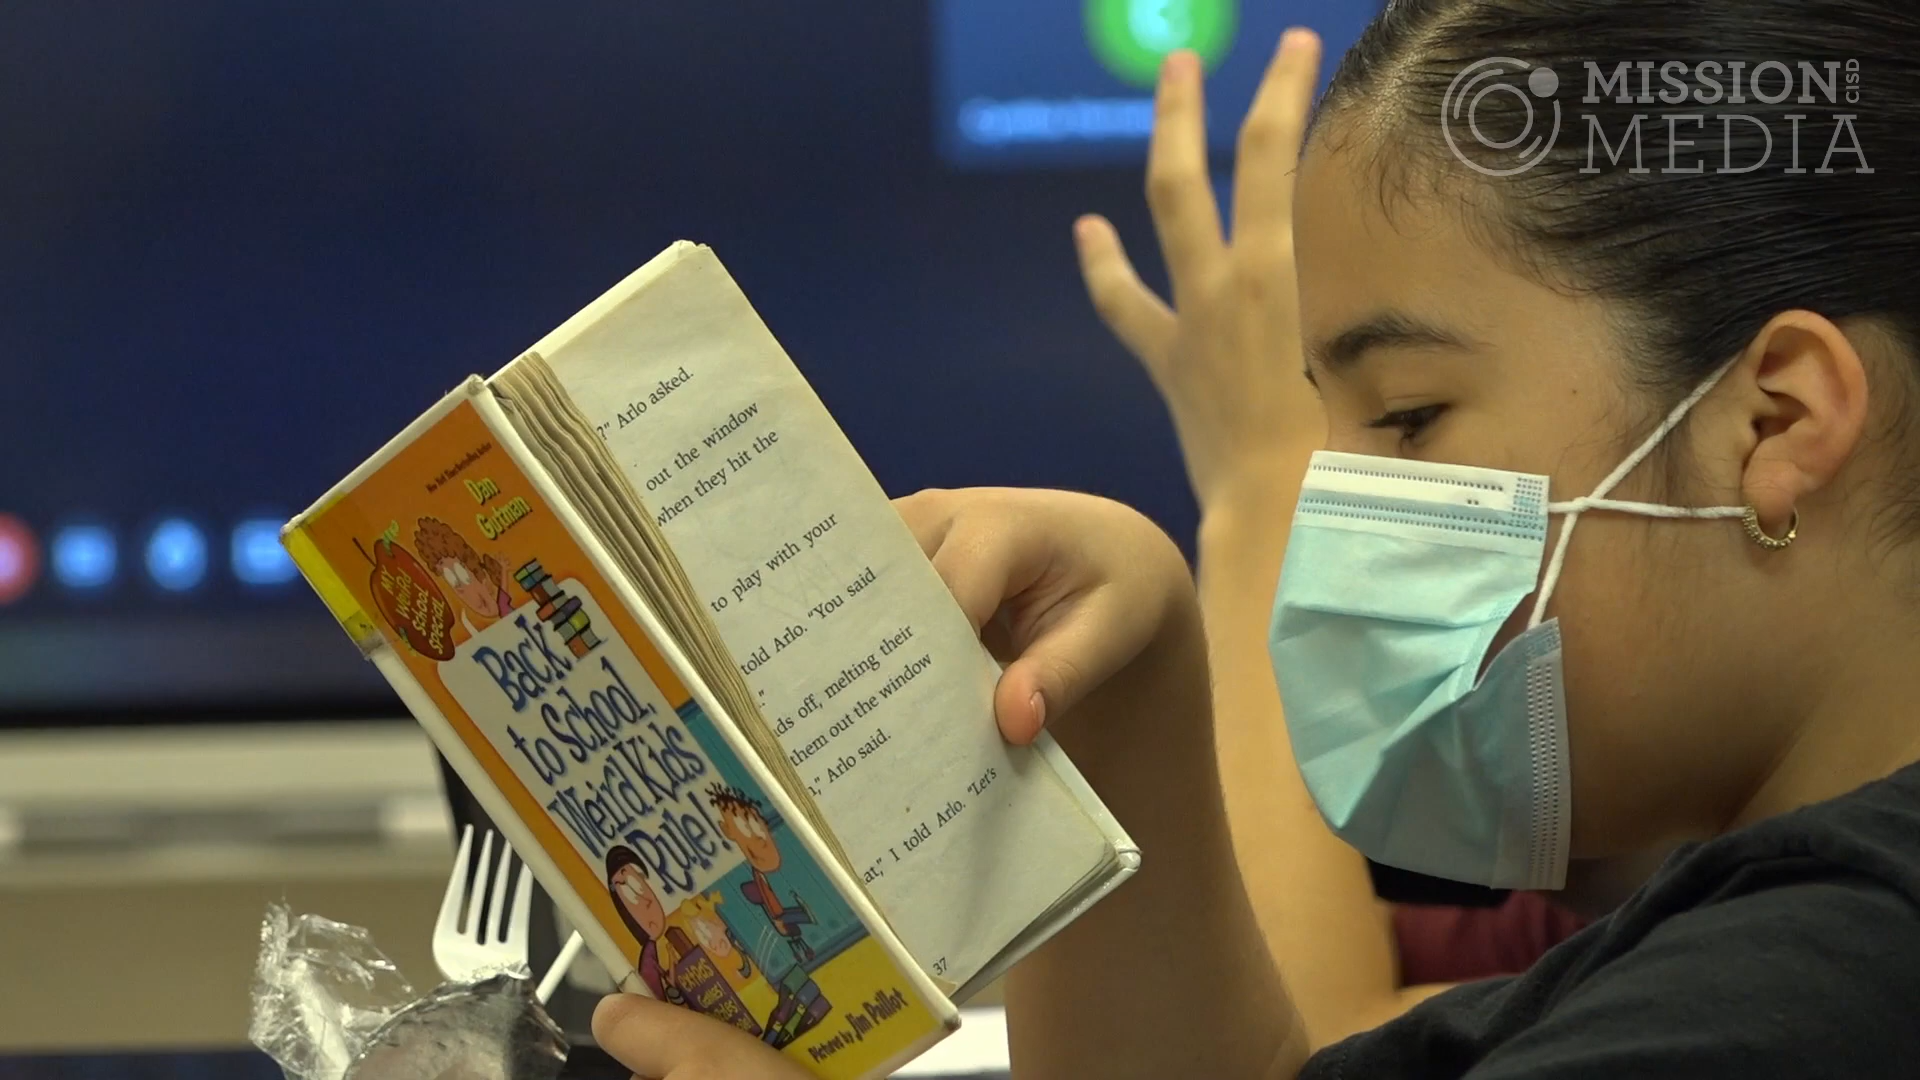 MISSION CISD
MEDIA
?" Arlo asked.
out the window
when they hit the
to play with your
told Arlo. "You said
."
ds off, melting their
them out the window
," Arlo said.
at," I told Arlo. "Let's
37
Dan
Gutman
MY
Weird
School
Special
Back
to School,
Weird Kids
Rule!
Pictures by Jim Paillot